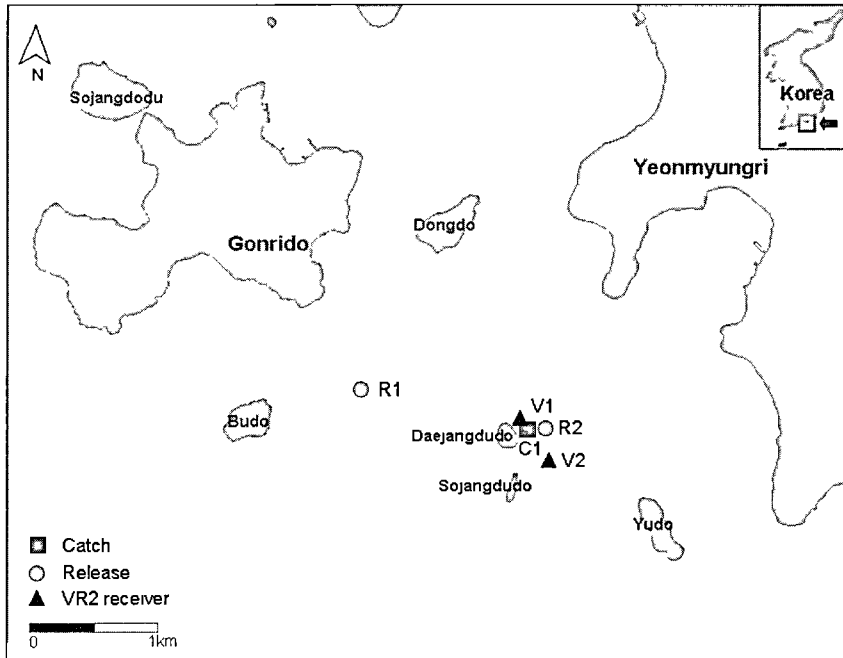 N
Sojangdodu
Korea
Yeonmyungri
Dongdo
Gonrido
R1
V1
Budo
Daejangdudo
R2
C1
V2
Sojangdudo
Yudo
Catch
Release
VR2 receiver
0
1km